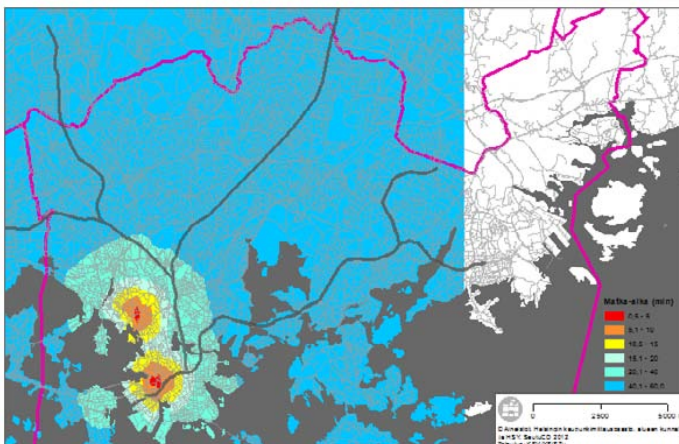 Matka-aika (min)
0,5 - 5
5,1 - 10
10,1 - 15
15,1 - 20
20,1 - 40
40,1 - 60,0
0 2500 5000
© Aineistot: Helsingin kaupunkimittausosasto, alueen kunnat
ja HSY, SeutuCD 2012